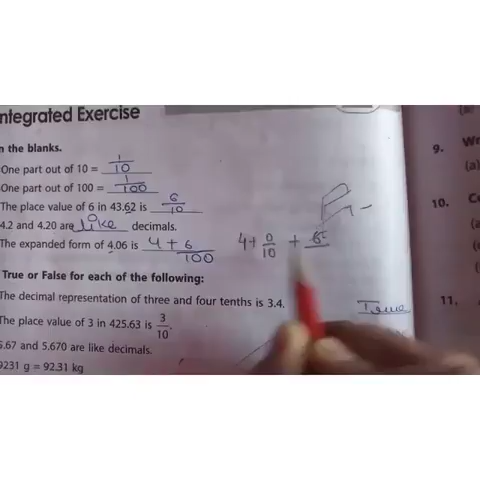 ntegrated Exercise
n the blanks.
One part out of 10 = 1/10
One part out of 100 = 1/100
The place value of 6 in 43.62 is 6/10
4.2 and 4.20 are like decimals.
The expanded form of 4.06 is 4 + 6/100 4 + 0/10 + 6
True or False for each of the following:
The decimal representation of three and four tenths is 3.4. True
The place value of 3 in 425.63 is 3/10.
5.67 and 5.670 are like decimals.
9231 g = 92.31 kg
9.
(a)
10.
11.